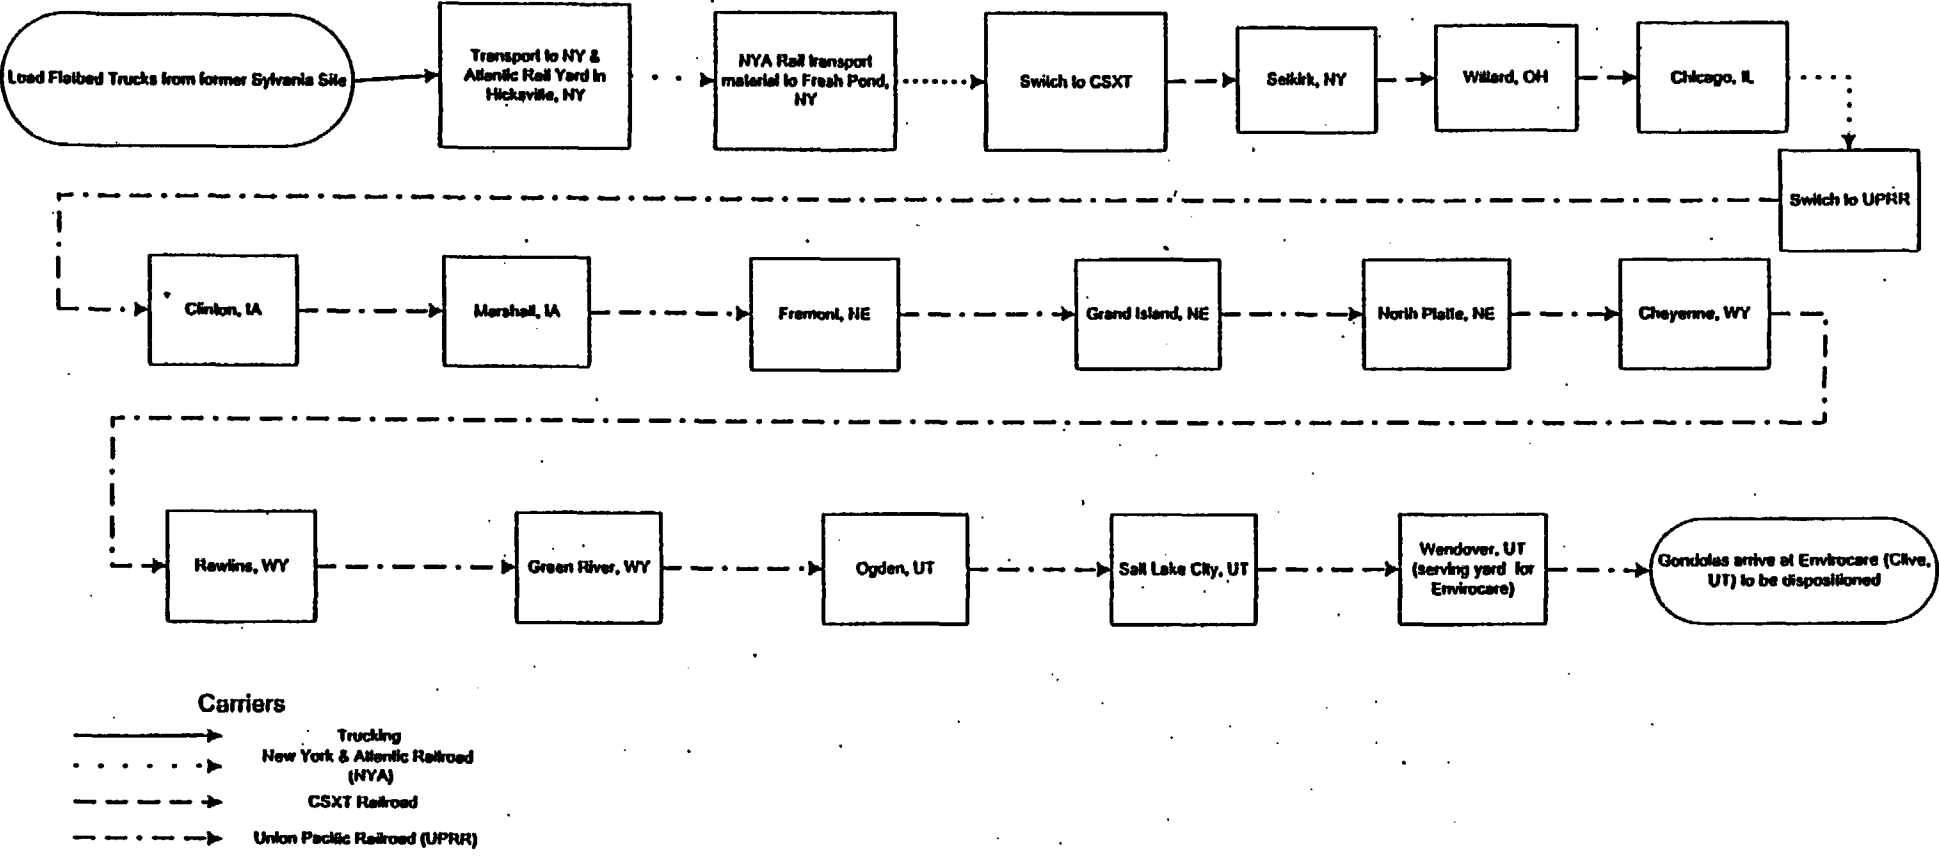 Load Flatbed Trucks from former Sylvania Site
Transport to NY &
Atlantic Rail Yard in
Hicksville, NY
NYA Rail transport
material to Fresh Pond,
NY
Switch to CSXT
Selkirk, NY
Willard, OH
Chicago, IL
Switch to UPRR
Clinton, IA
Marshall, IA
Fremont, NE
Grand Island, NE
North Platte, NE
Cheyenne, WY
Rawlins, WY
Green River, WY
Ogden, UT
Salt Lake City, UT
Wendover, UT
(serving yard for
Envirocare)
Gondolas arrive at Envirocare (Clive,
UT) to be dispositioned
Carriers
Trucking
New York & Atlantic Railroad
(NYA)
CSXT Railroad
Union Pacific Railroad (UPRR)